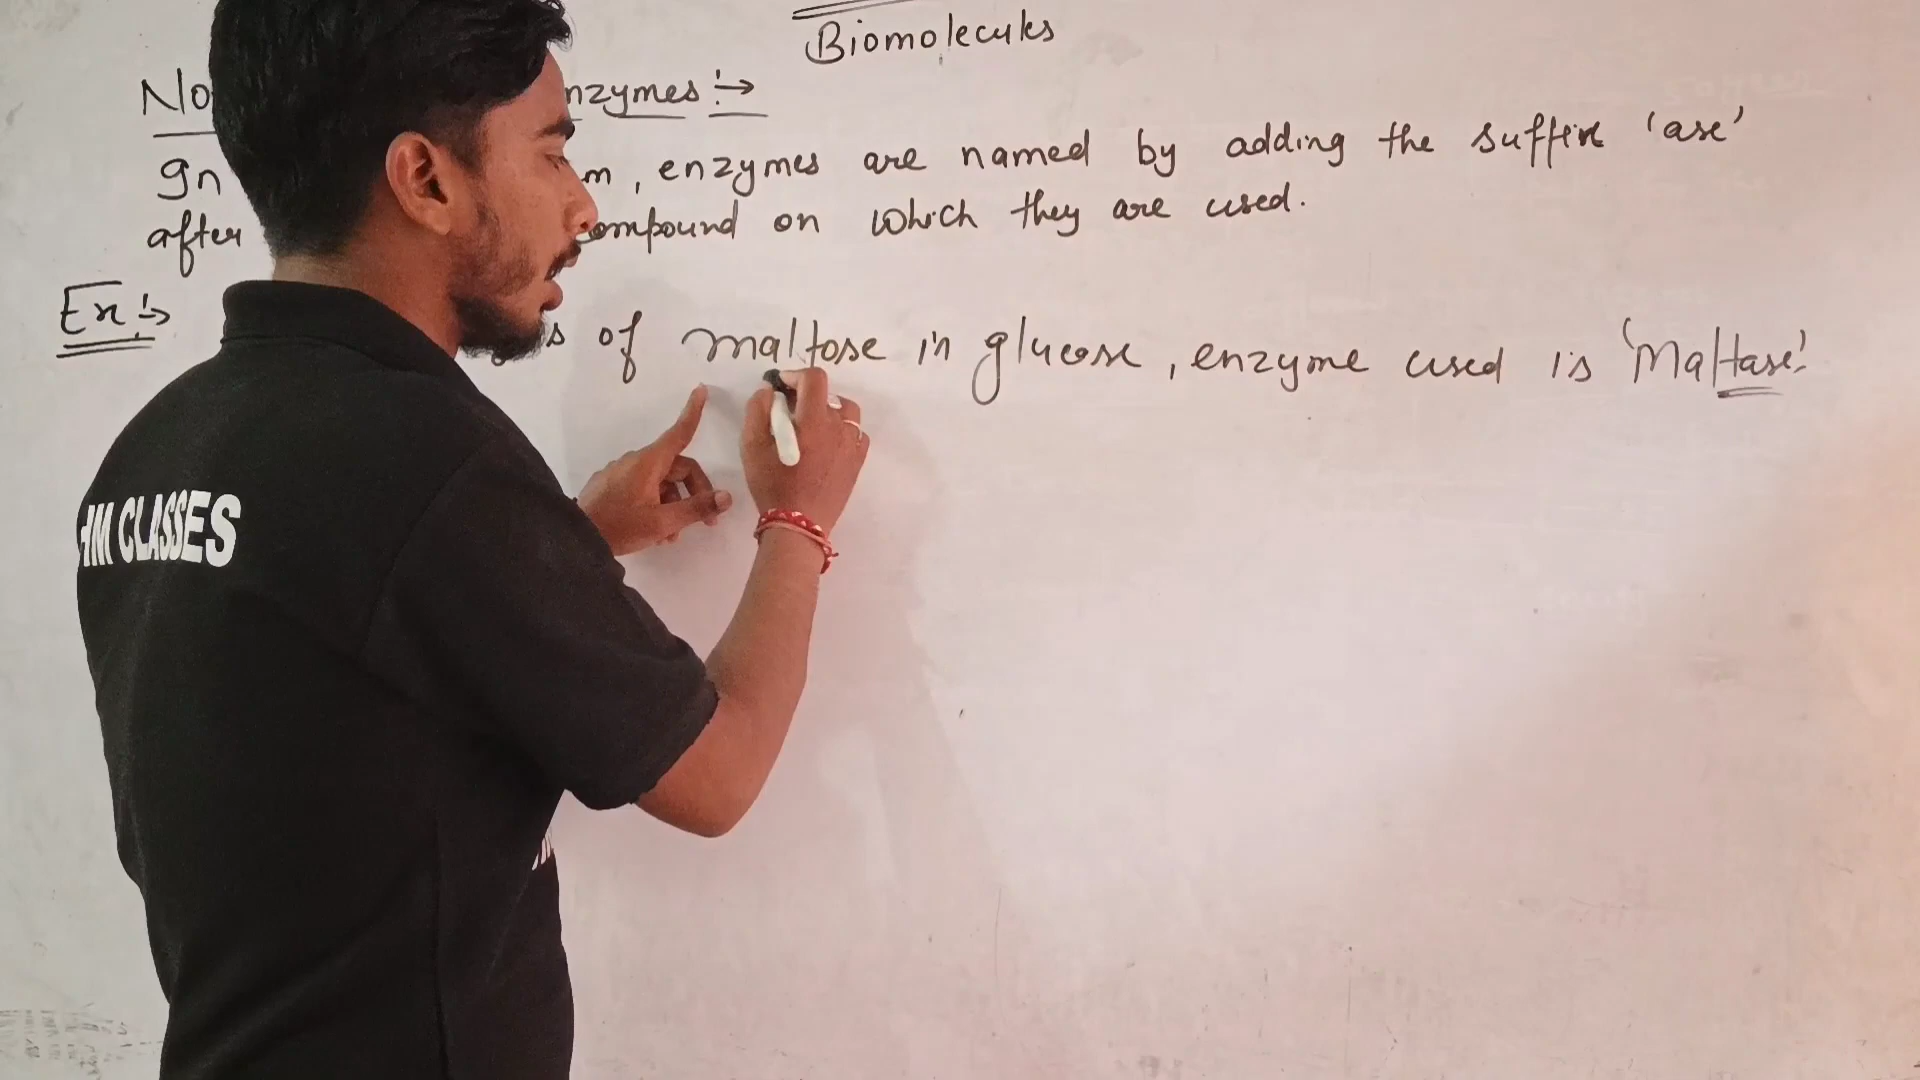 Biomolecules
nzymes :→
In m, enzymes are named by adding the suffix 'ase'
after compound on which they are used.
Ex:→ s of maltose in glucose, enzyme used is 'Maltase'.
HM CLASSES